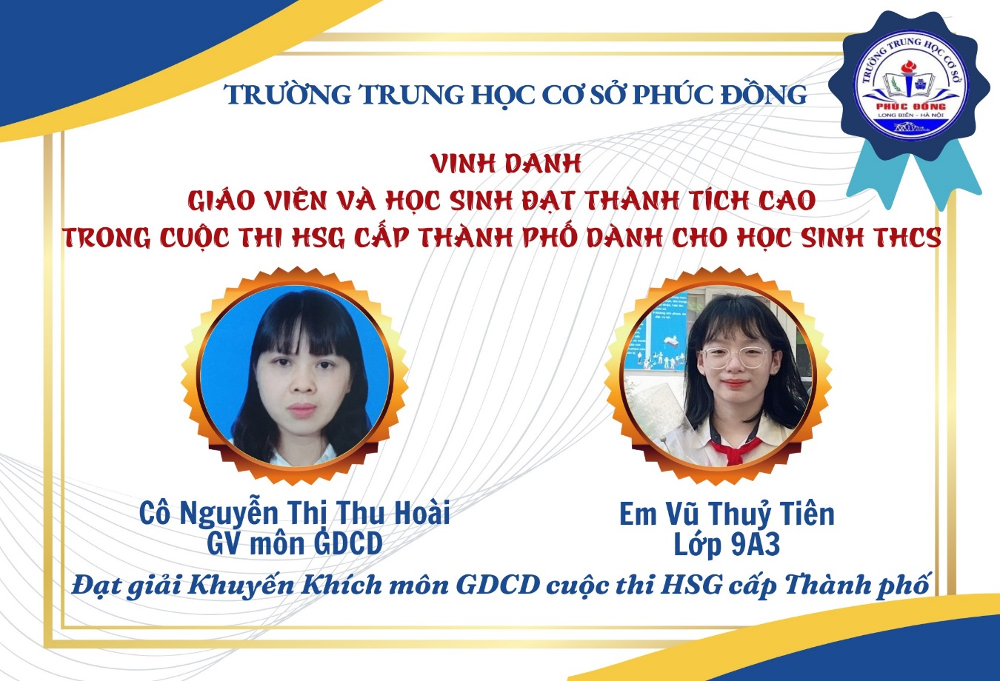 TRƯỜNG TRUNG HỌC CƠ SỞ PHÚC ĐỒNG
TRƯỜNG TRUNG HỌC CƠ SỞ
PHÚC ĐỒNG
LONG BIÊN - HÀ NỘI
VINH DANH
GIÁO VIÊN VÀ HỌC SINH ĐẠT THÀNH TÍCH CAO
TRONG CUỘC THI HSG CẤP THÀNH PHỐ DÀNH CHO HỌC SINH THCS
Cô Nguyễn Thị Thu Hoài
GV môn GDCD
Em Vũ Thuỷ Tiên
Lớp 9A3
Đạt giải Khuyến Khích môn GDCD cuộc thi HSG cấp Thành phố